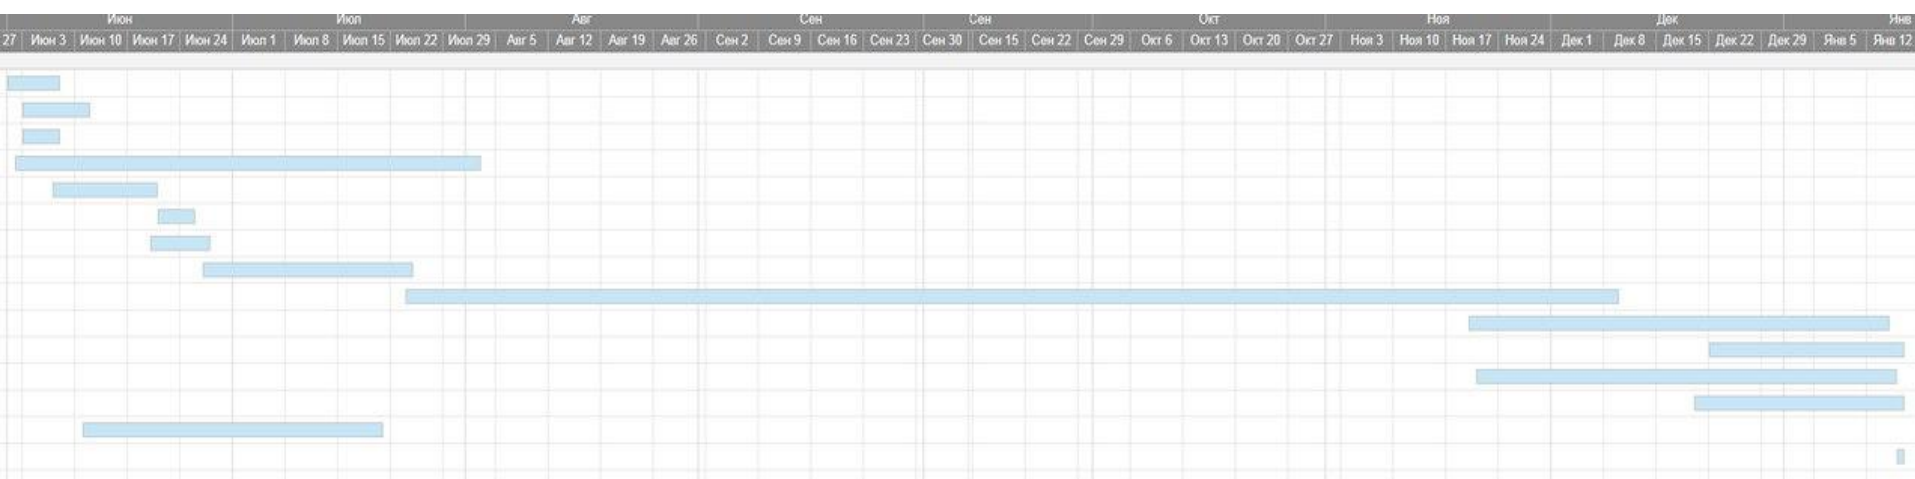 Июн Июл Авг Сен Сен Окт Ноя Дек Янв
27 Июн 3 Июн 10 Июн 17 Июн 24 Июл 1 Июл 8 Июл 15 Июл 22 Июл 29 Авг 5 Авг 12 Авг 19 Авг 26 Сен 2 Сен 9 Сен 16 Сен 23 Сен 30 Сен 15 Сен 22 Сен 29 Окт 6 Окт 13 Окт 20 Окт 27 Ноя 3 Ноя 10 Ноя 17 Ноя 24 Дек 1 Дек 8 Дек 15 Дек 22 Дек 29 Янв 5 Янв 12